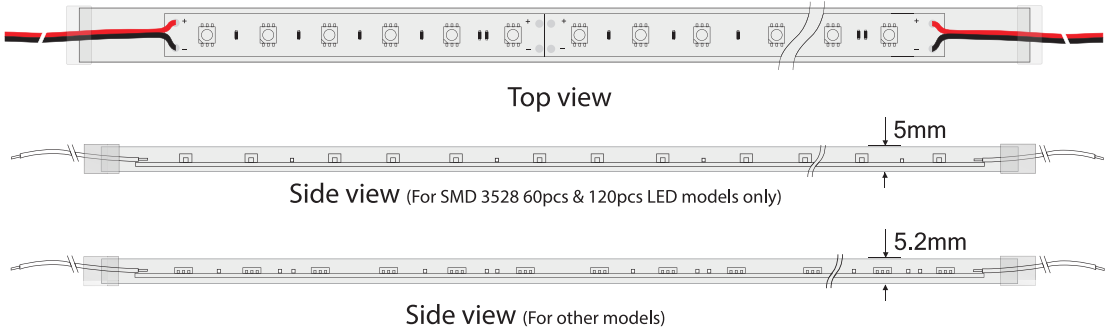 + + + +
− − − −
Top view
5mm
Side view (For SMD 3528 60pcs & 120pcs LED models only)
5.2mm
Side view (For other models)